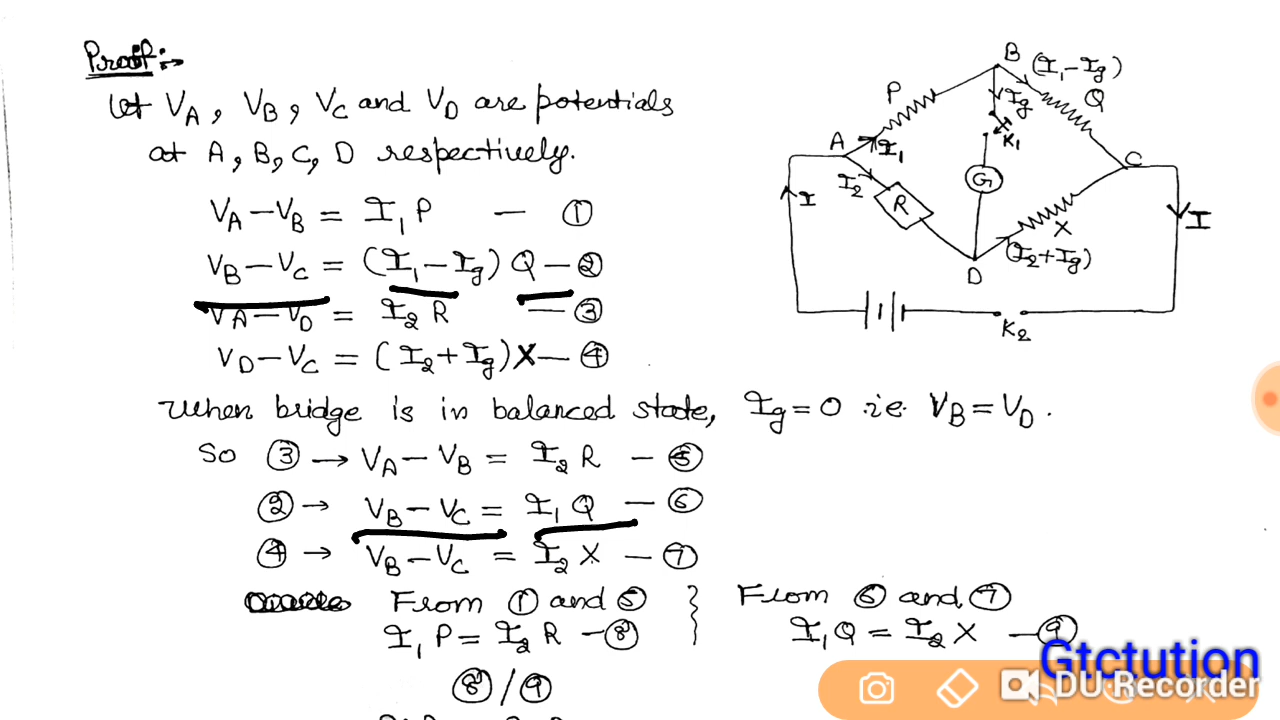 Proof:-
Let VA, VB, VC and VD are potentials
at A, B, C, D respectively.
VA - VB = I1 P — ①
VB - VC = (I1 - Ig) Q — ②
VA - VD = I2 R — ③
VD - VC = (I2 + Ig) X — ④
When bridge is in balanced state, Ig = 0 i.e. VB = VD.
So ③ → VA - VB = I2 R — ⑤
② → VB - VC = I1 Q — ⑥
④ → VB - VC = I2 X — ⑦
From ① and ⑤
I1 P = I2 R — ⑧
From ⑥ and ⑦
I1 Q = I2 X — ⑨
⑧/⑨
B
(I1 - Ig)
P
Ig
Q
K1
A
I1
C
I2
G
I
R
X
I
(I2 + Ig)
D
K2
Gtctution
DU Recorder